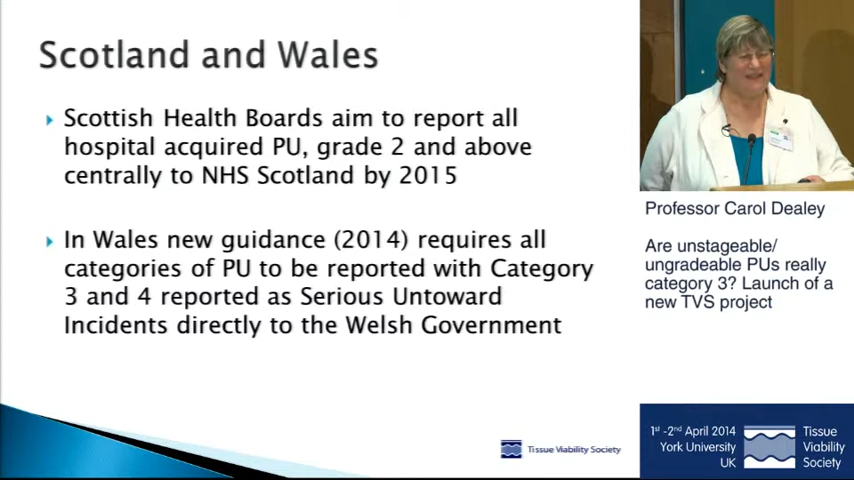 Scotland and Wales
Scottish Health Boards aim to report all
hospital acquired PU, grade 2 and above
centrally to NHS Scotland by 2015
In Wales new guidance (2014) requires all
categories of PU to be reported with Category
3 and 4 reported as Serious Untoward
Incidents directly to the Welsh Government
Tissue Viability Society
Professor Carol Dealey
Are unstageable/
ungradeable PUs really
category 3? Launch of a
new TVS project
1st -2nd April 2014
York University
UK
Tissue
Viability
Society